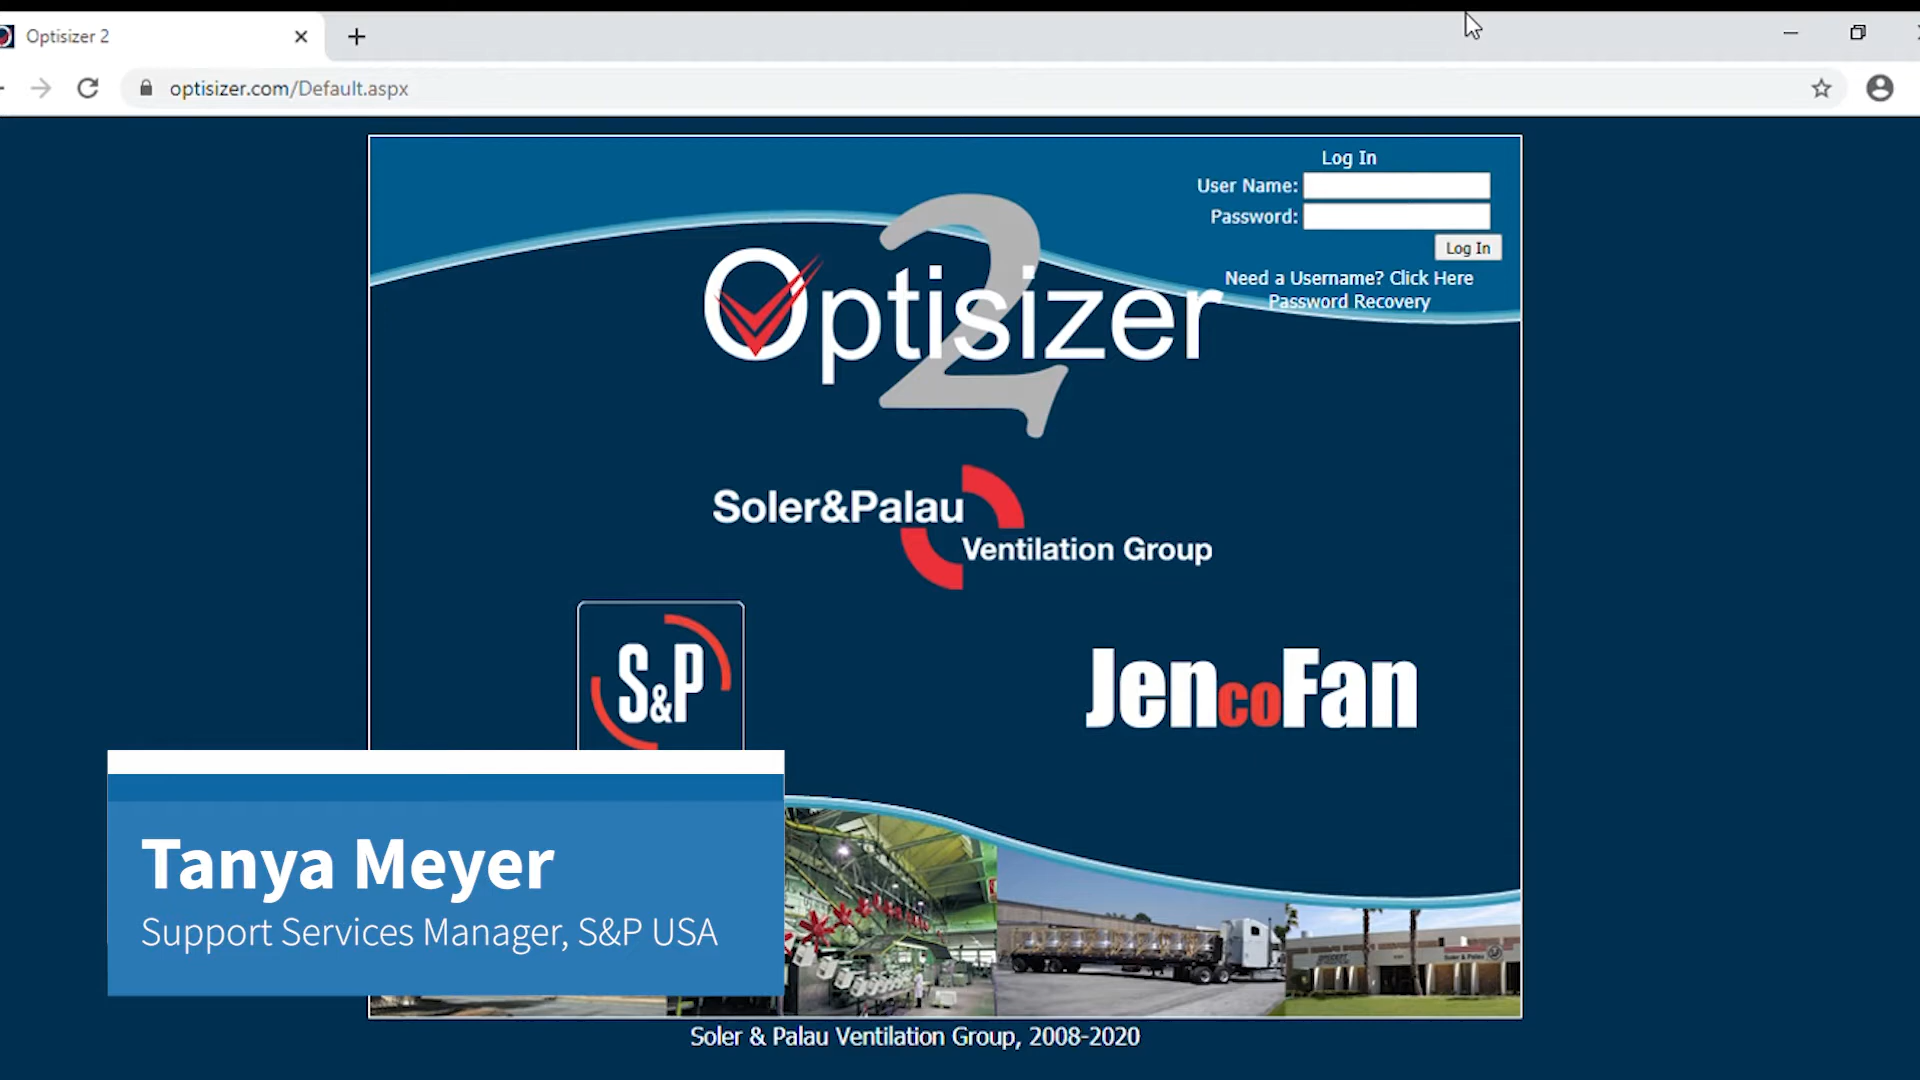 Optisizer 2
optisizer.com/Default.aspx
Log In
User Name:
Password:
Log In
Need a Username? Click Here
Password Recovery
Optisizer 2
Soler&Palau
Ventilation Group
S&P
JencoFan
Tanya Meyer
Support Services Manager, S&P USA
Soler & Palau
Soler & Palau Ventilation Group, 2008-2020